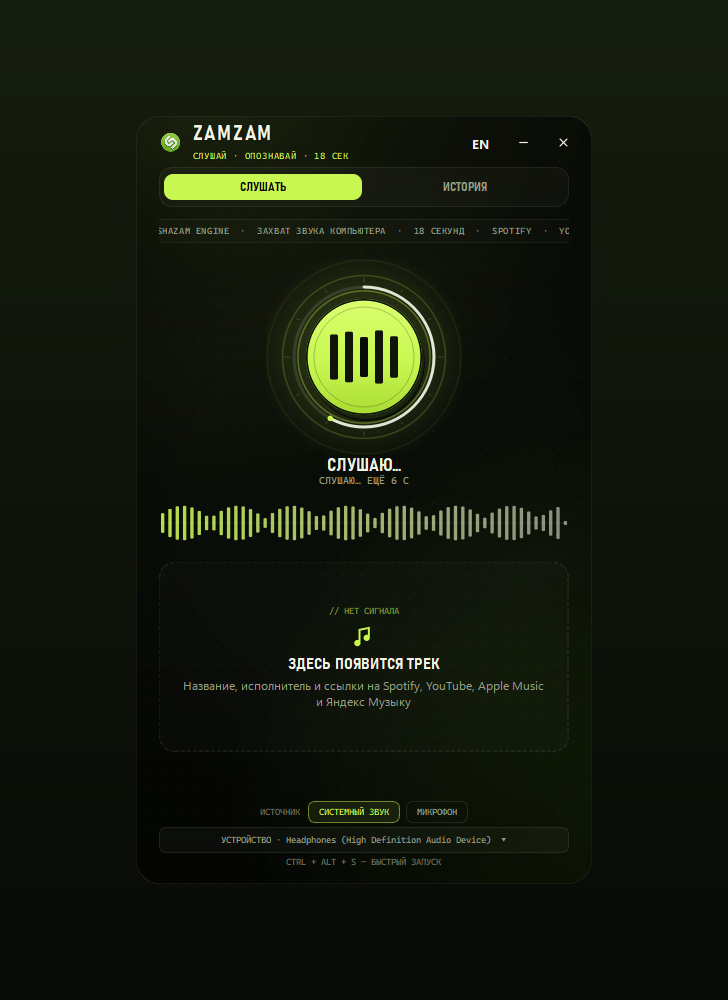 ZAMZAM
СЛУШАЙ · ОПОЗНАВАЙ · 18 СЕК
EN
СЛУШАТЬ
ИСТОРИЯ
SHAZAM ENGINE · ЗАХВАТ ЗВУКА КОМПЬЮТЕРА · 18 СЕКУНД · SPOTIFY · YO
СЛУШАЮ…
СЛУШАЮ… ЕЩЁ 6 С
// НЕТ СИГНАЛА
ЗДЕСЬ ПОЯВИТСЯ ТРЕК
Название, исполнитель и ссылки на Spotify, YouTube, Apple Music
и Яндекс Музыку
ИСТОЧНИК СИСТЕМНЫЙ ЗВУК МИКРОФОН
УСТРОЙСТВО · Headphones (High Definition Audio Device)
CTRL + ALT + S — БЫСТРЫЙ ЗАПУСК